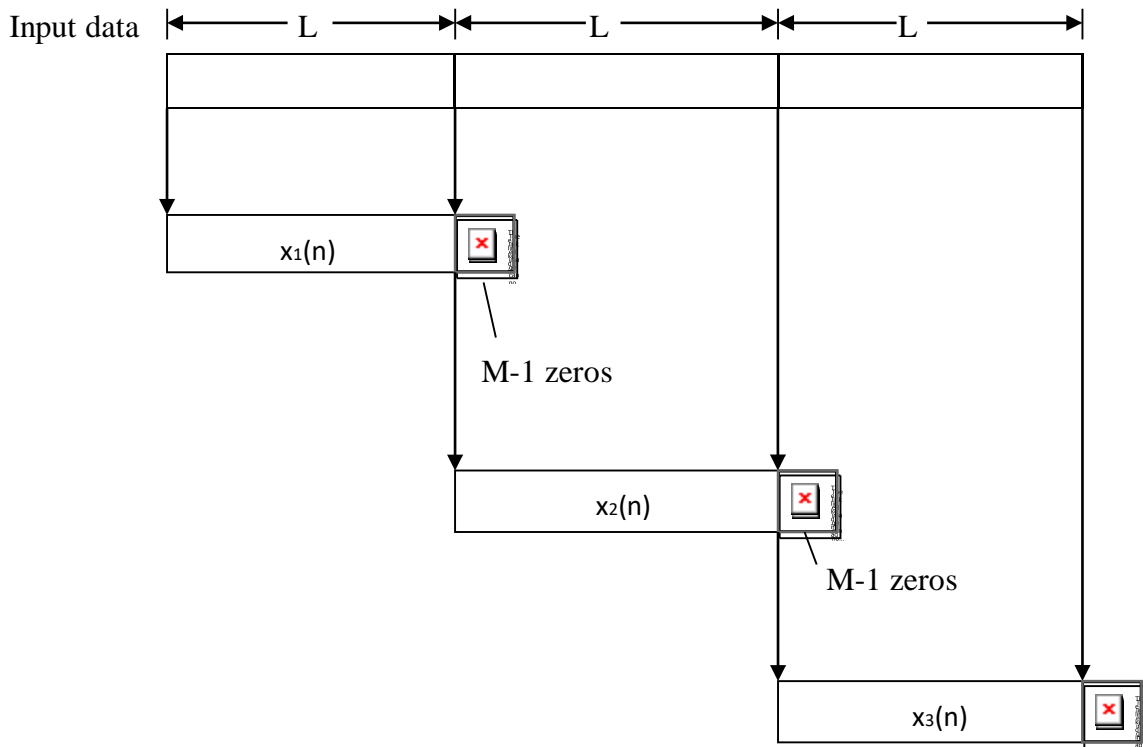 Input data L L L
x1(n)
M-1 zeros
x2(n)
M-1 zeros
x3(n)